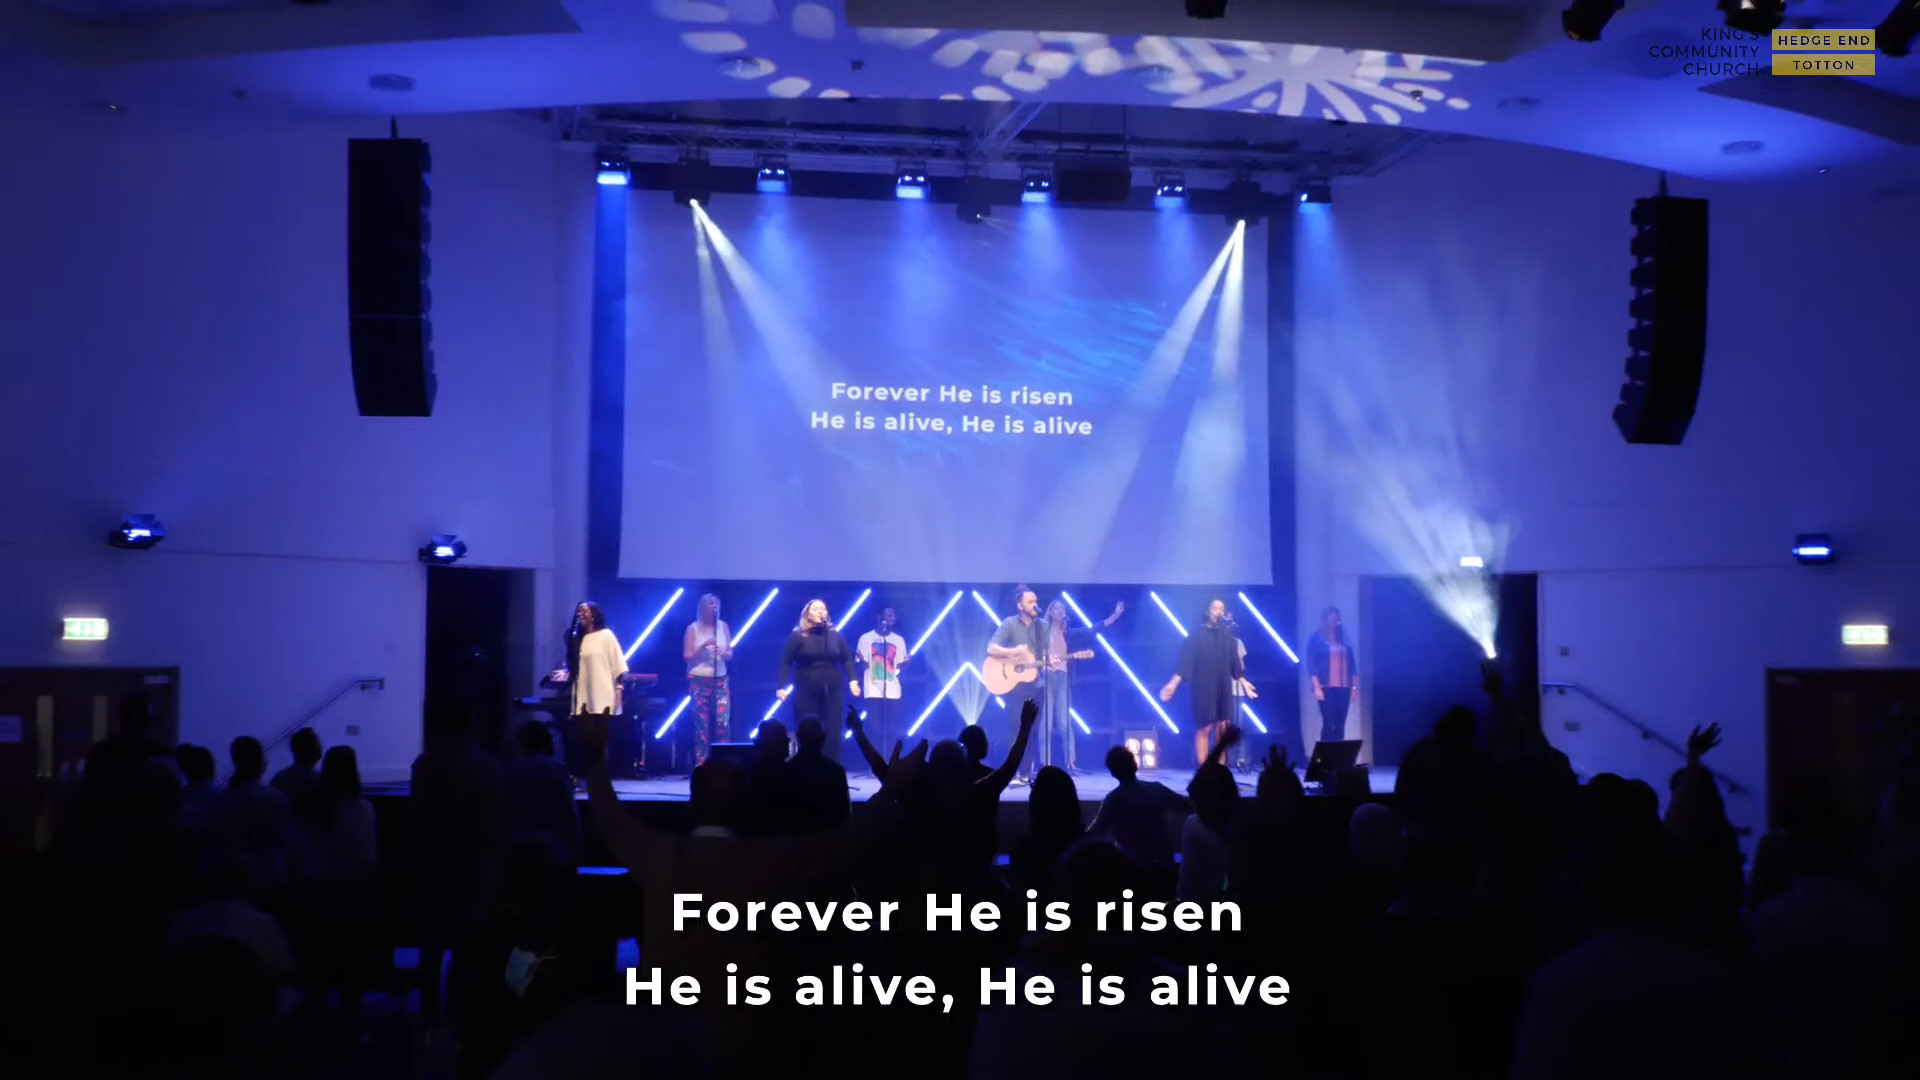 KING'S
COMMUNITY
CHURCH
HEDGE END
TOTTON
Forever He is risen
He is alive, He is alive
Forever He is risen
He is alive, He is alive